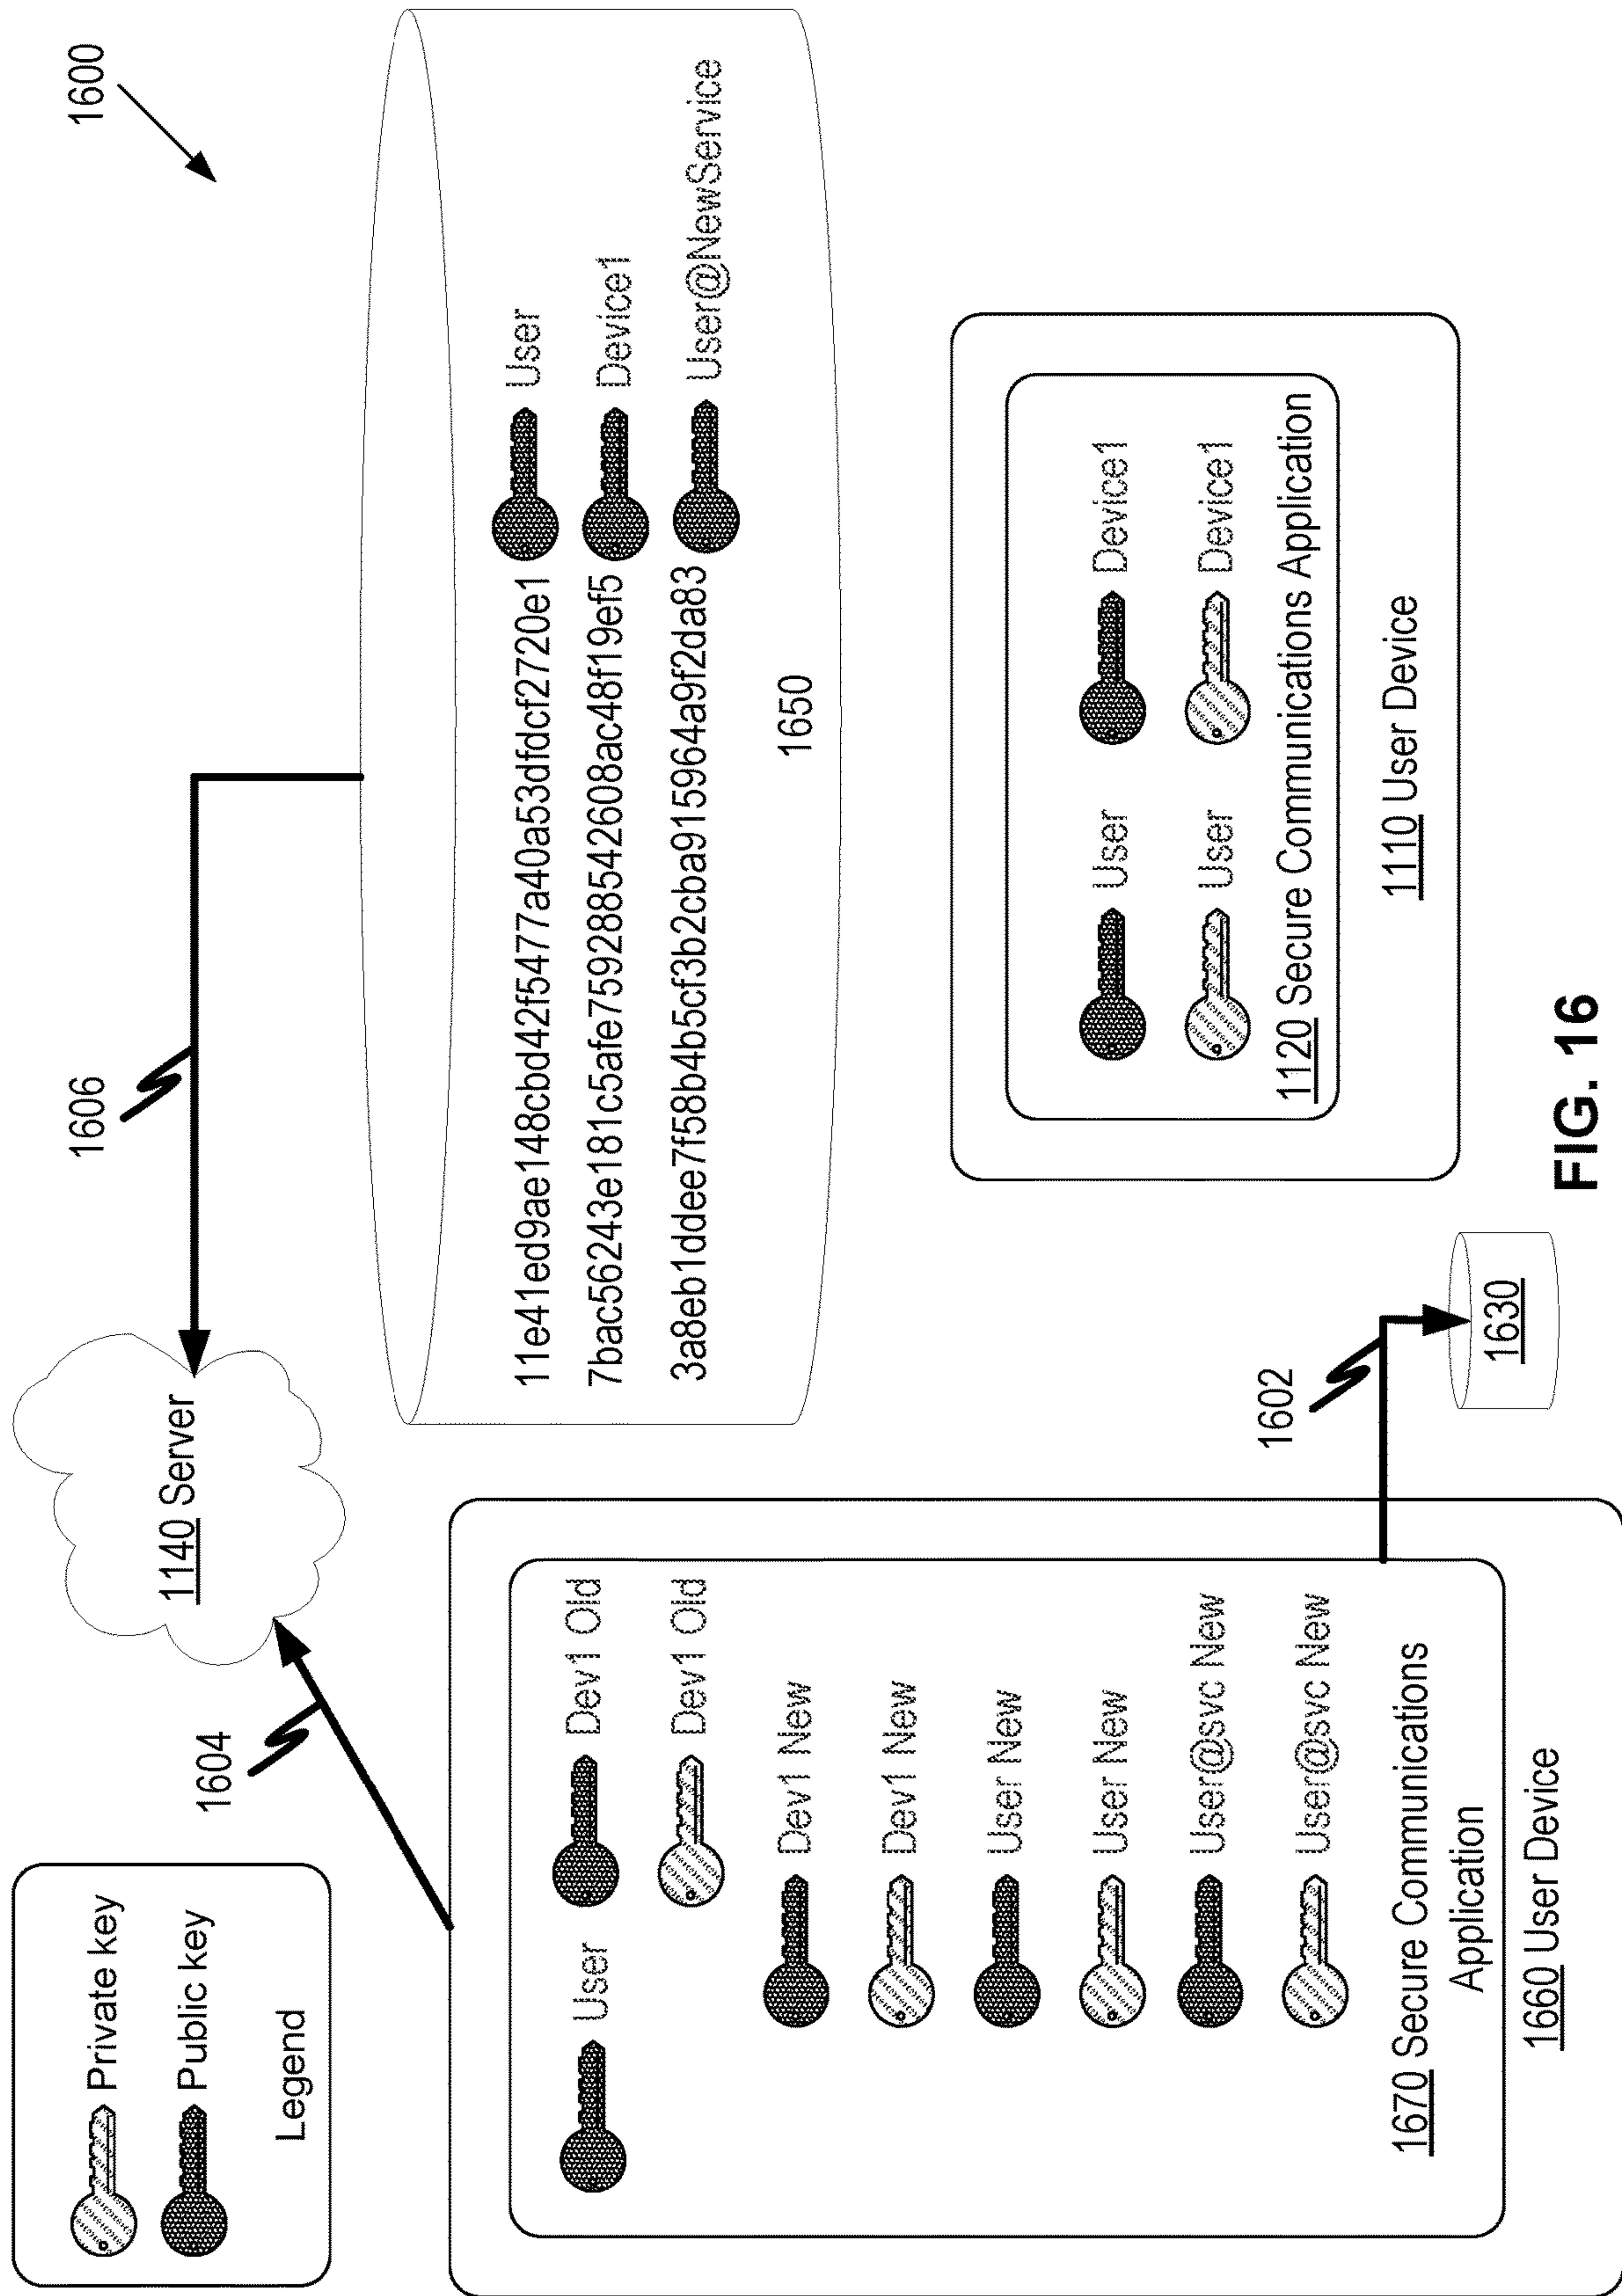 1600
Private key
Public key
Legend
1140 Server
1606
1604
11e41ed9ae148cbd42f5477a40a53dfdcf2720e1 User
7bac56243e181c5afe759288542608ac48f19ef5 Device1
3a8eb1ddee7f58b4b5cf3b2cba915964a9f2da83 User@NewService
1650
User Dev1 Old
Dev1 Old
Dev1 New
Dev1 New
User New
User New
User@svc New
User@svc New
1670 Secure Communications
Application
1660 User Device
1602
1630
User Device1
User Device1
1120 Secure Communications Application
1110 User Device
FIG. 16